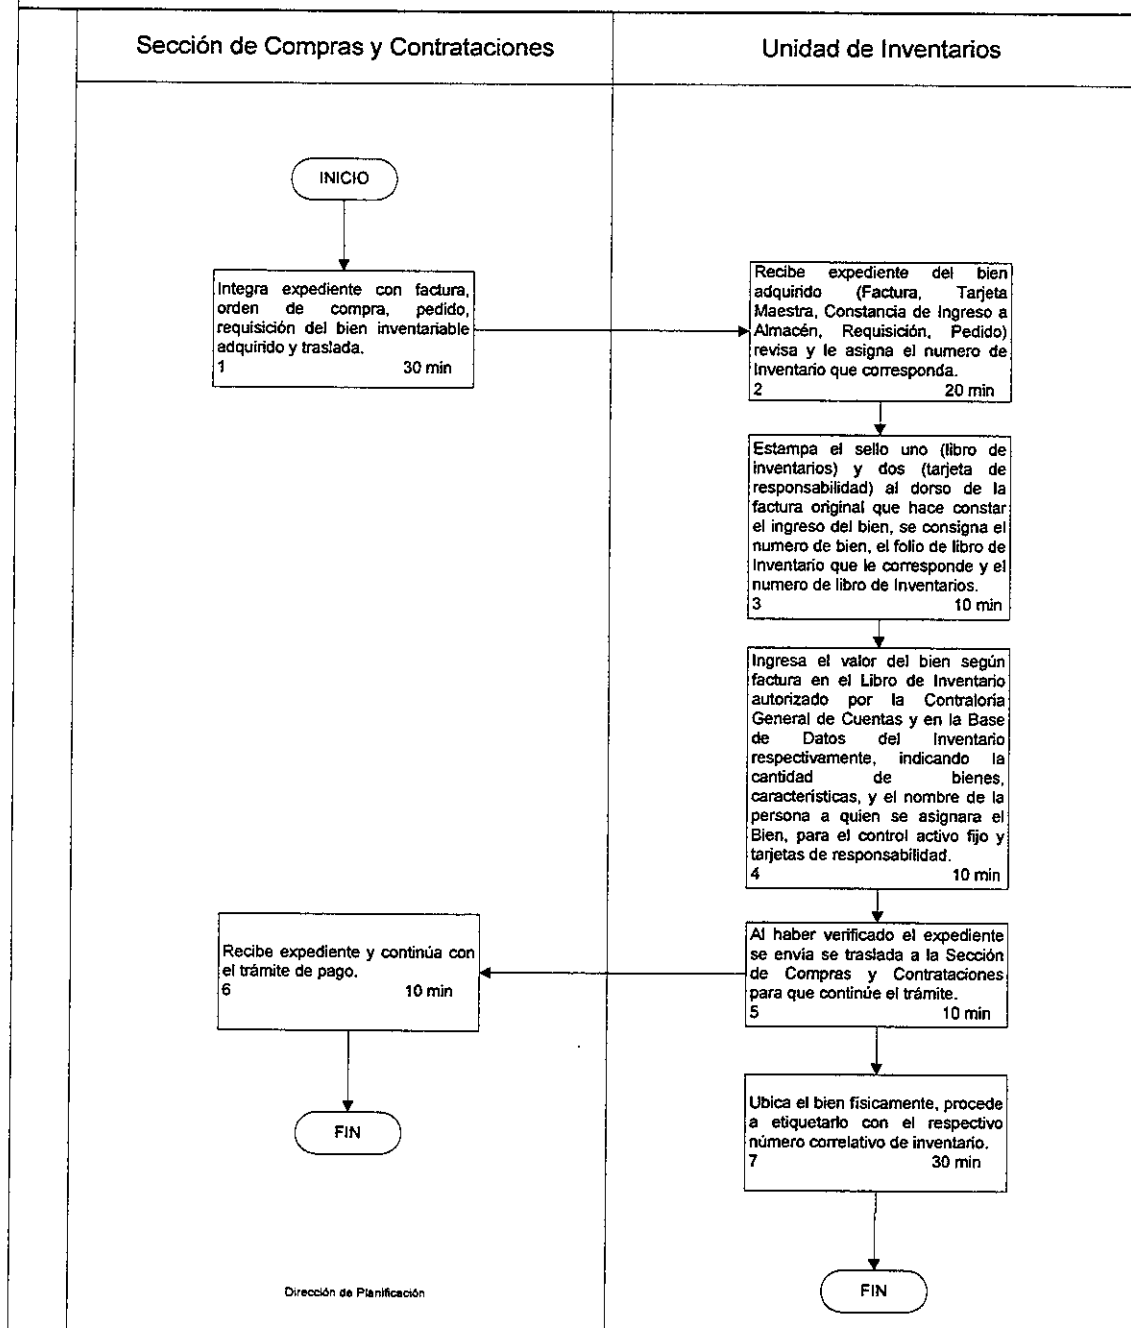 Sección de Compras y Contrataciones
Unidad de Inventarios
INICIO
Integra expediente con factura,
orden de compra, pedido,
requisición del bien inventariable
adquirido y traslada.
1 30 min
Recibe expediente del bien
adquirido (Factura, Tarjeta
Maestra, Constancia de Ingreso a
Almacén, Requisición, Pedido)
revisa y le asigna el numero de
Inventario que corresponda.
2 20 min
Estampa el sello uno (libro de
inventarios) y dos (tarjeta de
responsabilidad) al dorso de la
factura original que hace constar
el ingreso del bien, se consigna el
numero de bien, el folio de libro de
Inventario que le corresponde y el
numero de libro de Inventarios.
3 10 min
Ingresa el valor del bien según
factura en el Libro de Inventario
autorizado por la Contraloría
General de Cuentas y en la Base
de Datos del Inventario
respectivamente, indicando la
cantidad de bienes,
características, y el nombre de la
persona a quien se asignara el
Bien, para el control activo fijo y
tarjetas de responsabilidad.
4 10 min
Al haber verificado el expediente
se envía se traslada a la Sección
de Compras y Contrataciones
para que continúe el trámite.
5 10 min
Recibe expediente y continúa con
el trámite de pago.
6 10 min
FIN
Ubica el bien físicamente, procede
a etiquetarlo con el respectivo
número correlativo de inventario.
7 30 min
FIN
Dirección de Planificación